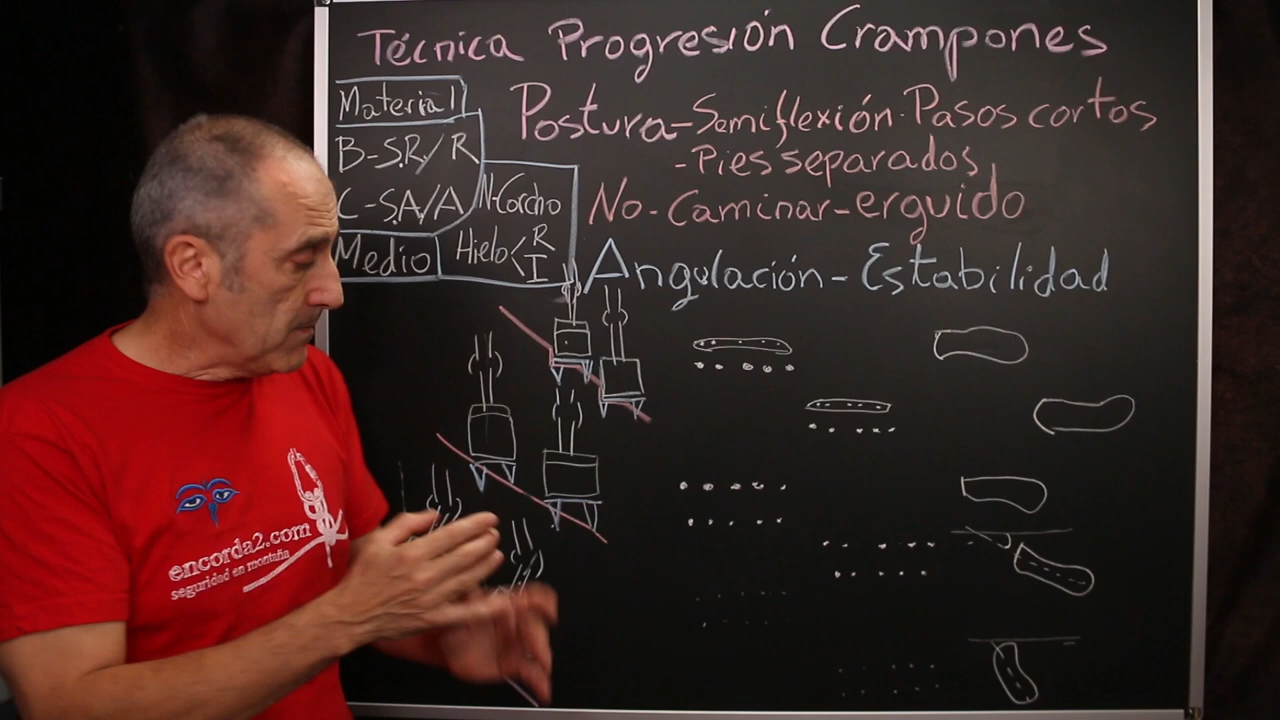 Técnica Progresión Crampones
Material
B-S.R./R
C-S.A/A
Medio
N-Corcho
Hielo< R
I
Postura-Semiflexión-Pasos cortos
-Pies separados
No-Caminar-erguido
Angulación-Estabilidad
encorda2.com
seguridad en montaña